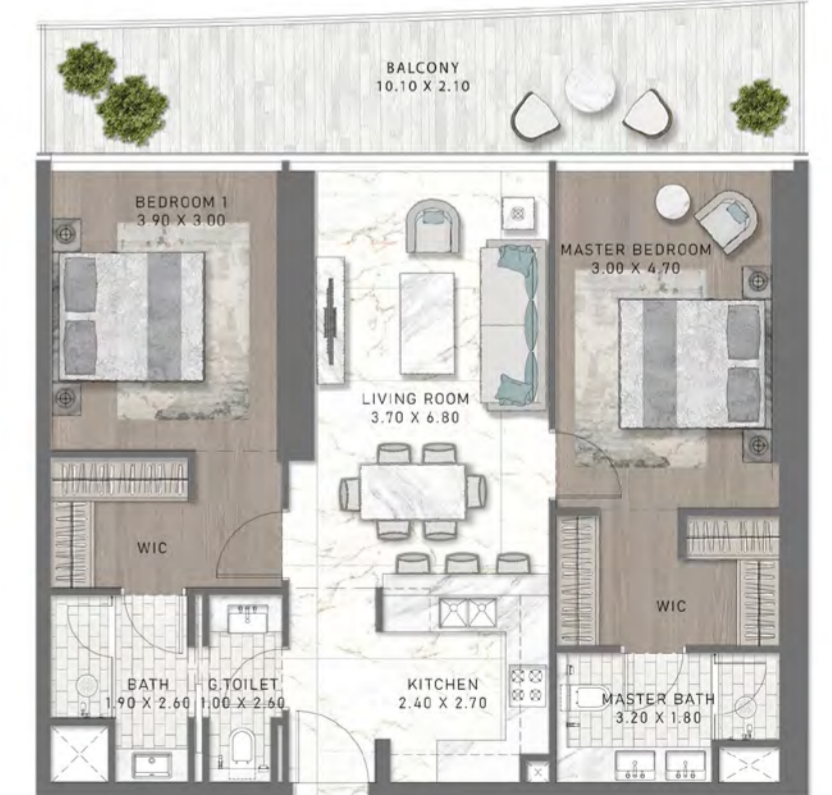 BALCONY
10.10 X 2.10
BEDROOM 1
3.90 X 3.00
MASTER BEDROOM
3.00 X 4.70
LIVING ROOM
3.70 X 6.80
WIC
WIC
BATH
1.90 X 2.60
G.TOILET
1.00 X 2.60
KITCHEN
2.40 X 2.70
MASTER BATH
3.20 X 1.80